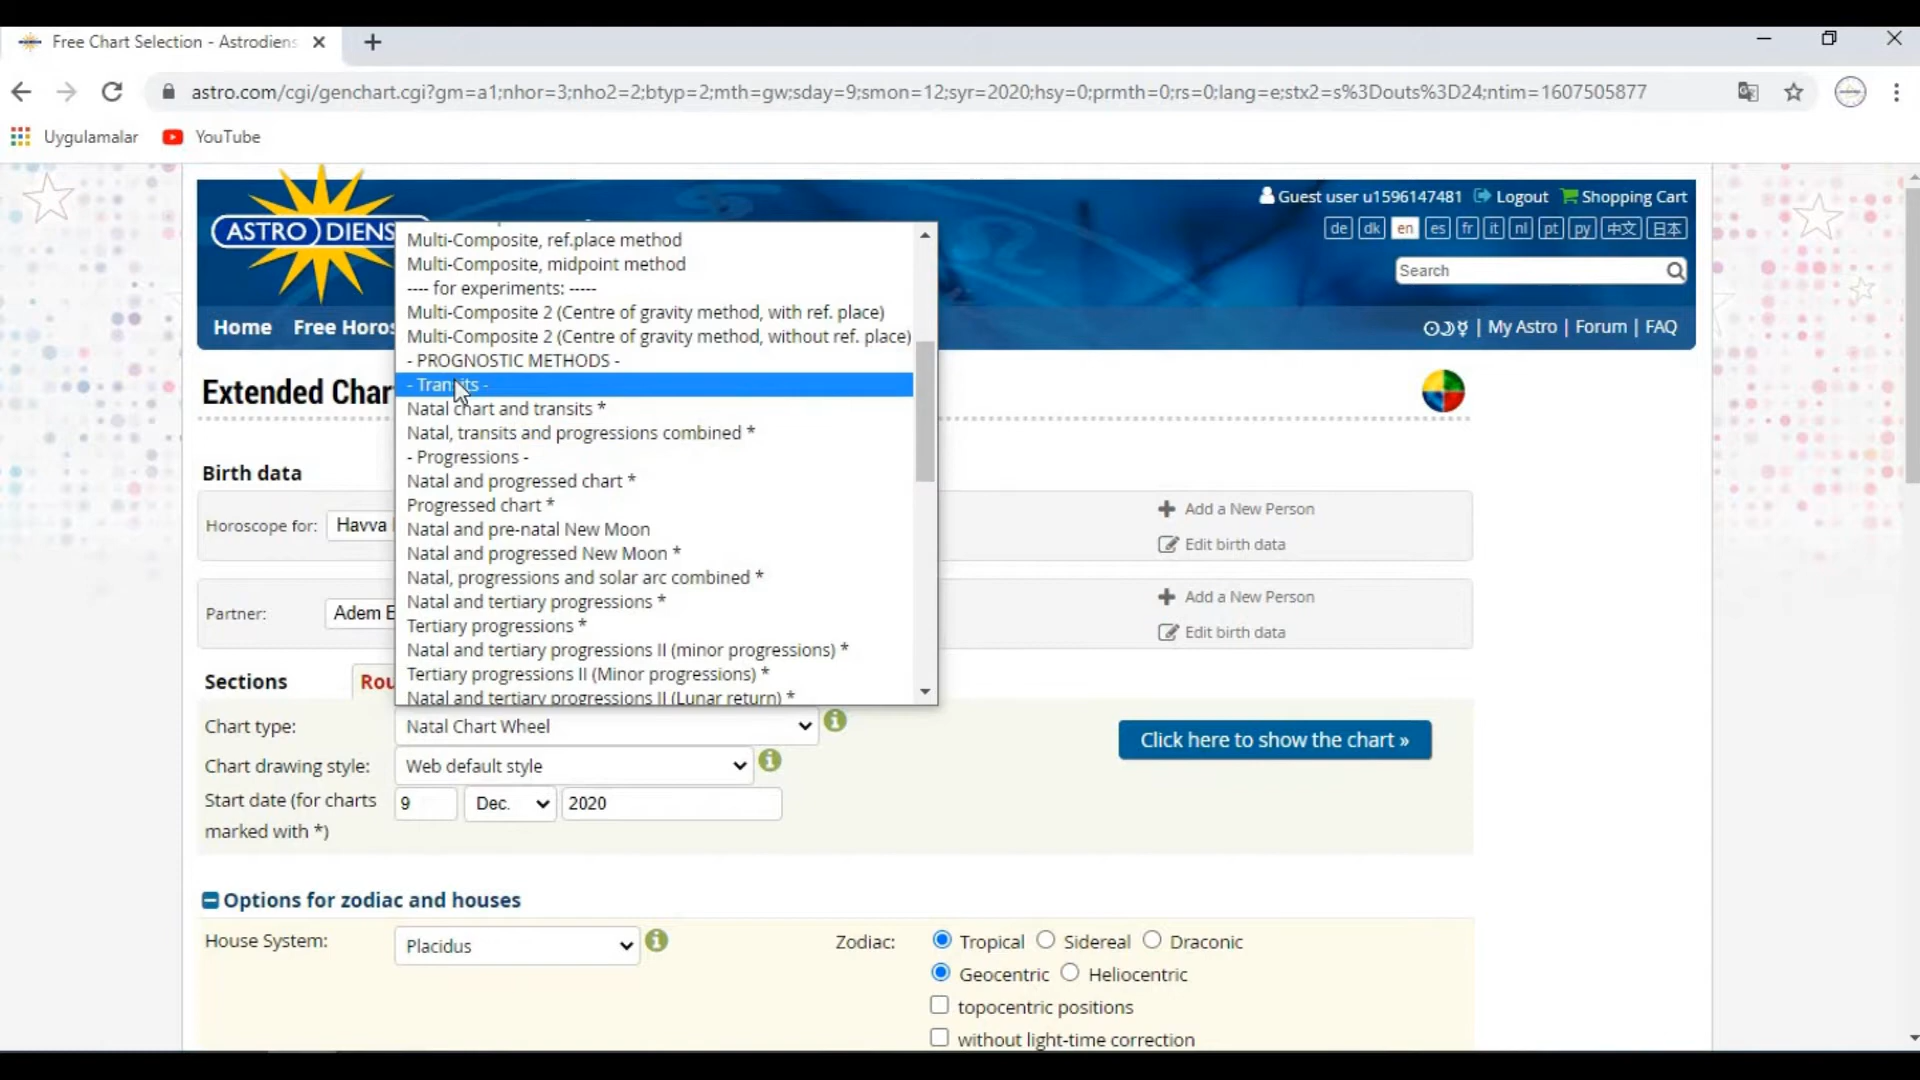 Free Chart Selection - Astrodiens
astro.com/cgi/genchart.cgi?gm=a1;nhor=3;nho2=2;btyp=2;mth=gw;sday=9;smon=12;syr=2020;hsy=0;prmth=0;rs=0;lang=e;stx2=s%3Douts%3D24;ntim=1607505877
Uygulamalar YouTube
Guest user u1596147481 Logout Shopping Cart
de dk en es fr it nl pt py 中文 日本
ASTRO DIENS
Search
Home Free Horos
My Astro | Forum | FAQ
Multi-Composite, ref.place method
Multi-Composite, midpoint method
---- for experiments: -----
Multi-Composite 2 (Centre of gravity method, with ref. place)
Multi-Composite 2 (Centre of gravity method, without ref. place)
- PROGNOSTIC METHODS -
- Transits -
Natal chart and transits *
Natal, transits and progressions combined *
- Progressions -
Natal and progressed chart *
Progressed chart *
Natal and pre-natal New Moon
Natal and progressed New Moon *
Natal, progressions and solar arc combined *
Natal and tertiary progressions *
Tertiary progressions *
Natal and tertiary progressions II (minor progressions) *
Tertiary progressions II (Minor progressions) *
Natal and tertiary progressions II (Lunar return) *
Extended Char
Birth data
Horoscope for: Havva
Add a New Person
Edit birth data
Partner: Adem E
Add a New Person
Edit birth data
Sections Rou
Chart type: Natal Chart Wheel
Click here to show the chart »
Chart drawing style: Web default style
Start date (for charts marked with *) 9 Dec. 2020
Options for zodiac and houses
House System: Placidus
Zodiac: Tropical Sidereal Draconic
Geocentric Heliocentric
topocentric positions
without light-time correction